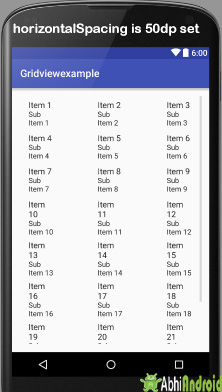 horizontalSpacing is 50dp set
6:00
Gridviewexample
Item 1 Item 2 Item 3
Sub Sub Sub
Item 1 Item 2 Item 3
Item 4 Item 5 Item 6
Sub Sub Sub
Item 4 Item 5 Item 6
Item 7 Item 8 Item 9
Sub Sub Sub
Item 7 Item 8 Item 9
Item Item Item
10 11 12
Sub Sub Sub
Item 10 Item 11 Item 12
Item Item Item
13 14 15
Sub Sub Sub
Item 13 Item 14 Item 15
Item Item Item
16 17 18
Sub Sub Sub
Item 16 Item 17 Item 18
Item Item Item
19 20 21
AbhiAndroid